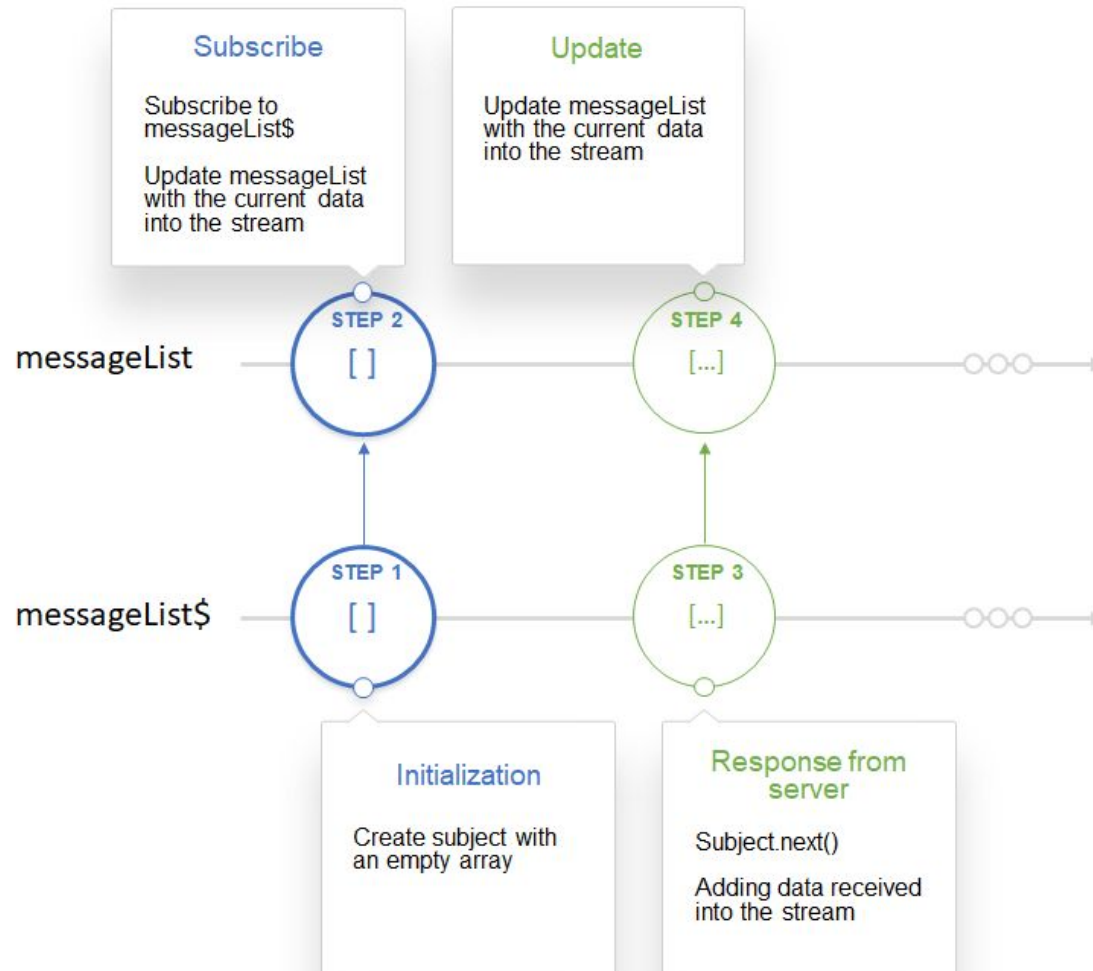 Subscribe
Subscribe to
messageList$
Update messageList
with the current data
into the stream
Update
Update messageList
with the current data
into the stream
messageList
STEP 2
[ ]
STEP 4
[...]
messageList$
STEP 1
[ ]
STEP 3
[...]
Initialization
Create subject with
an empty array
Response from
server
Subject.next()
Adding data received
into the stream